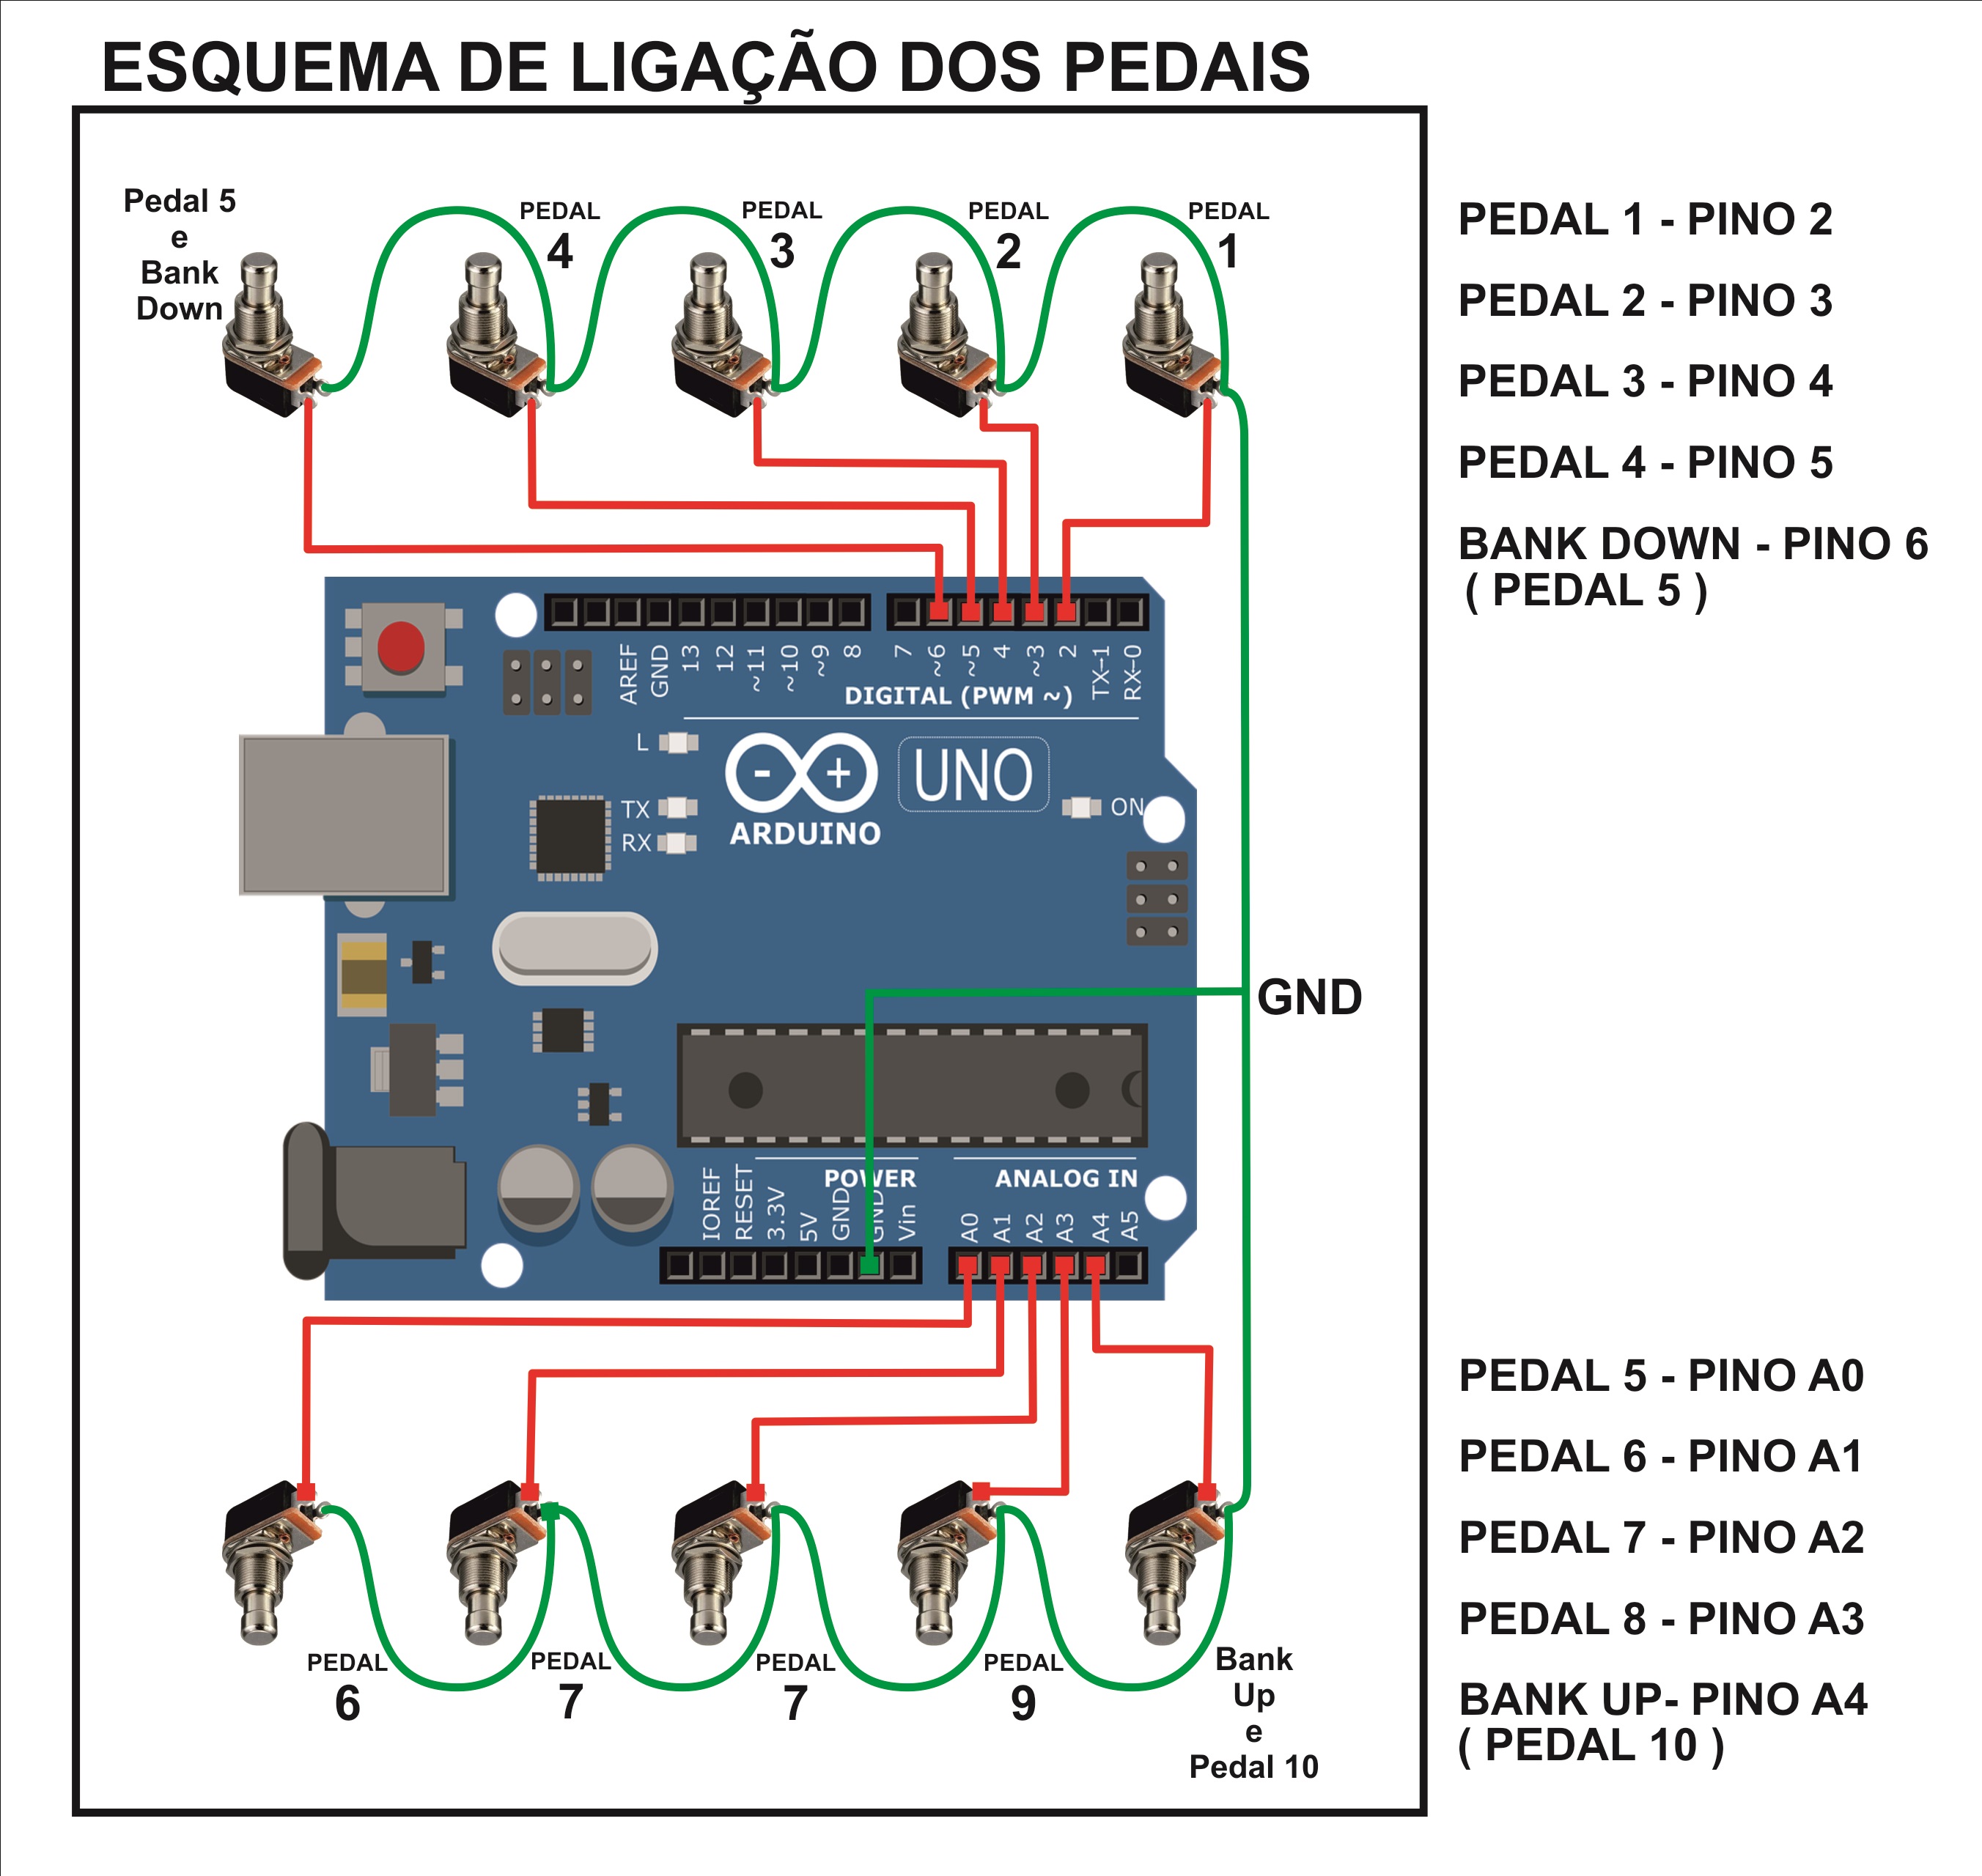 ESQUEMA DE LIGAÇÃO DOS PEDAIS
Pedal 5
e
Bank
Down
PEDAL
4
PEDAL
3
PEDAL
2
PEDAL
1
PEDAL 1 - PINO 2
PEDAL 2 - PINO 3
PEDAL 3 - PINO 4
PEDAL 4 - PINO 5
BANK DOWN - PINO 6
( PEDAL 5 )
AREF
GND
13
12
~11
~10
~9
8
7
~6
~5
4
~3
2
TX→1
RX←0
DIGITAL (PWM ~)
L
TX
RX
- +
ARDUINO
UNO
ON
GND
POWER
ANALOG IN
IOREF
RESET
3.3V
5V
GND
GND
Vin
A0
A1
A2
A3
A4
A5
PEDAL
6
PEDAL
7
PEDAL
7
PEDAL
9
Bank
Up
e
Pedal 10
PEDAL 5 - PINO A0
PEDAL 6 - PINO A1
PEDAL 7 - PINO A2
PEDAL 8 - PINO A3
BANK UP- PINO A4
( PEDAL 10 )